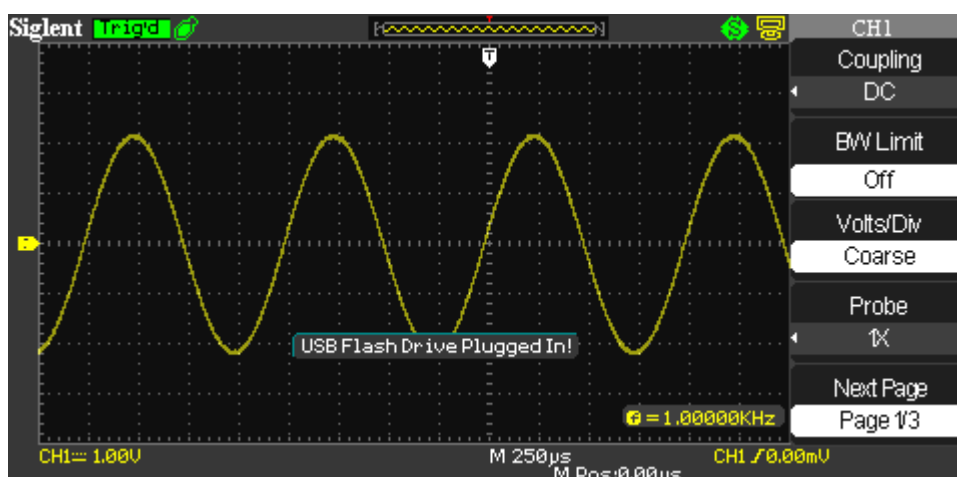 Siglent Trig'd
T
S
CH1
Coupling
DC
BW Limit
Off
Volts/Div
Coarse
Probe
1X
Next Page
Page 1/3
USB Flash Drive Plugged In!
f = 1.00000KHz
CH1 1.00V M 250µs CH1 0.00mV
M Pos:0.00µs